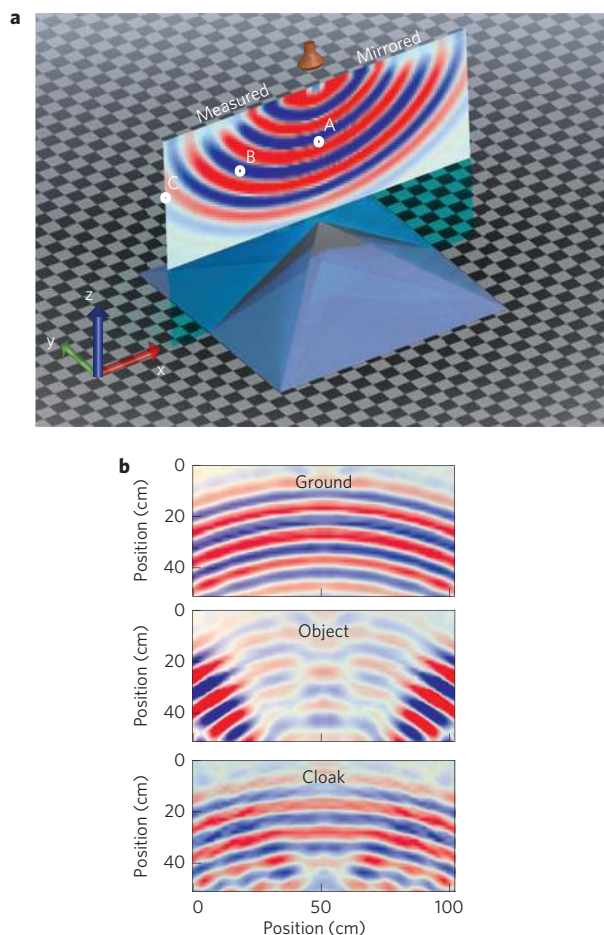 a
Measured
Mirrored
A
B
C
z
y
x
b
0
Ground
20
40
Position (cm)
0
Object
20
40
Position (cm)
0
Cloak
20
40
Position (cm)
0 50 100
Position (cm)